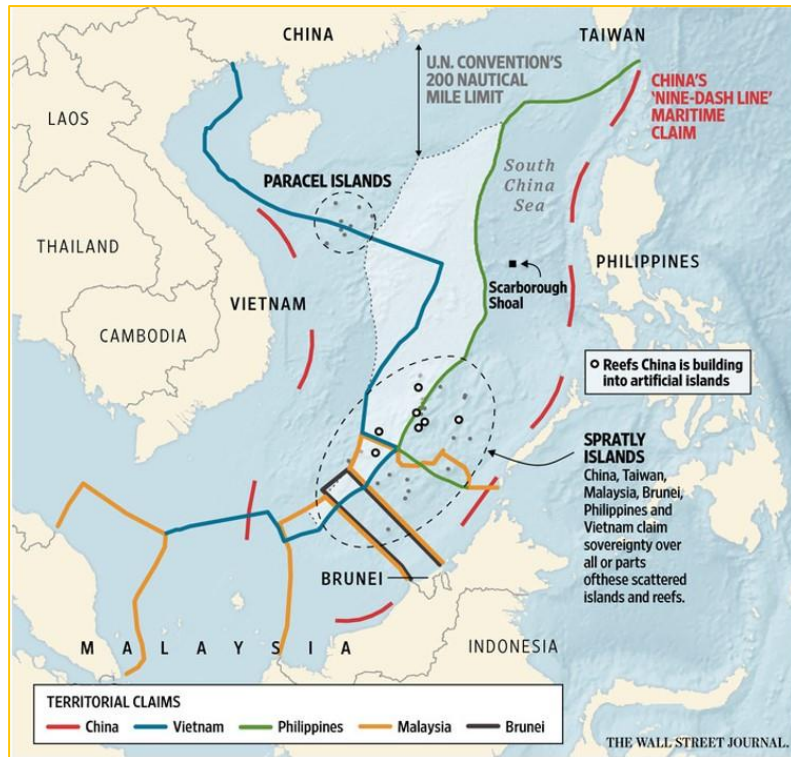 CHINA
TAIWAN
U.N. CONVENTION'S
200 NAUTICAL
MILE LIMIT
CHINA'S
'NINE-DASH LINE'
MARITIME
CLAIM
LAOS
South
China
Sea
PARACEL ISLANDS
THAILAND
PHILIPPINES
Scarborough
Shoal
VIETNAM
CAMBODIA
Reefs China is building
into artificial islands
SPRATLY
ISLANDS
China, Taiwan,
Malaysia, Brunei,
Philippines and
Vietnam claim
sovereignty over
all or parts
ofthese scattered
islands and reefs.
BRUNEI
MALAYSIA
INDONESIA
TERRITORIAL CLAIMS
China Vietnam Philippines Malaysia Brunei
THE WALL STREET JOURNAL.